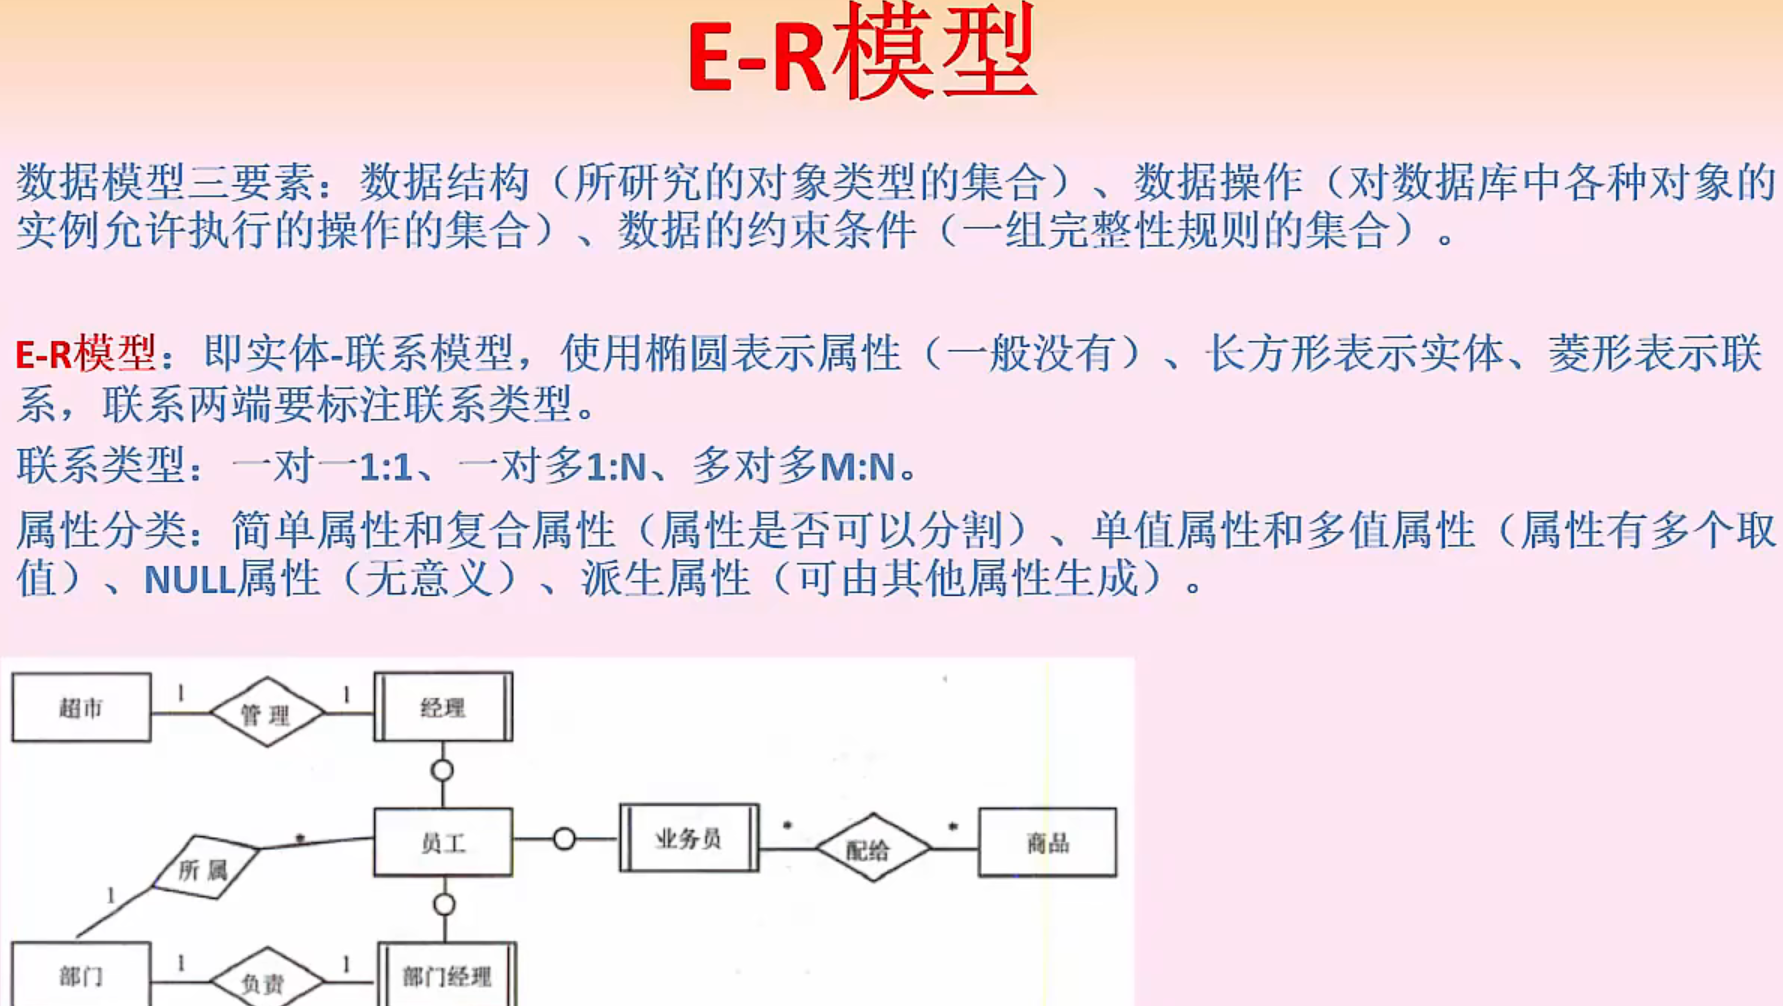 E-R模型
数据模型三要素：数据结构（所研究的对象类型的集合）、数据操作（对数据库中各种对象的
实例允许执行的操作的集合）、数据的约束条件（一组完整性规则的集合）。
E-R模型：即实体-联系模型，使用椭圆表示属性（一般没有）、长方形表示实体、菱形表示联
系，联系两端要标注联系类型。
联系类型：一对一1:1、一对多1:N、多对多M:N。
属性分类：简单属性和复合属性（属性是否可以分割）、单值属性和多值属性（属性有多个取
值）、NULL属性（无意义）、派生属性（可由其他属性生成）。
超市 1 管理 1 经理
所属 * 员工 业务员 * 配给 * 商品
1
部门 1 负责 1 部门经理